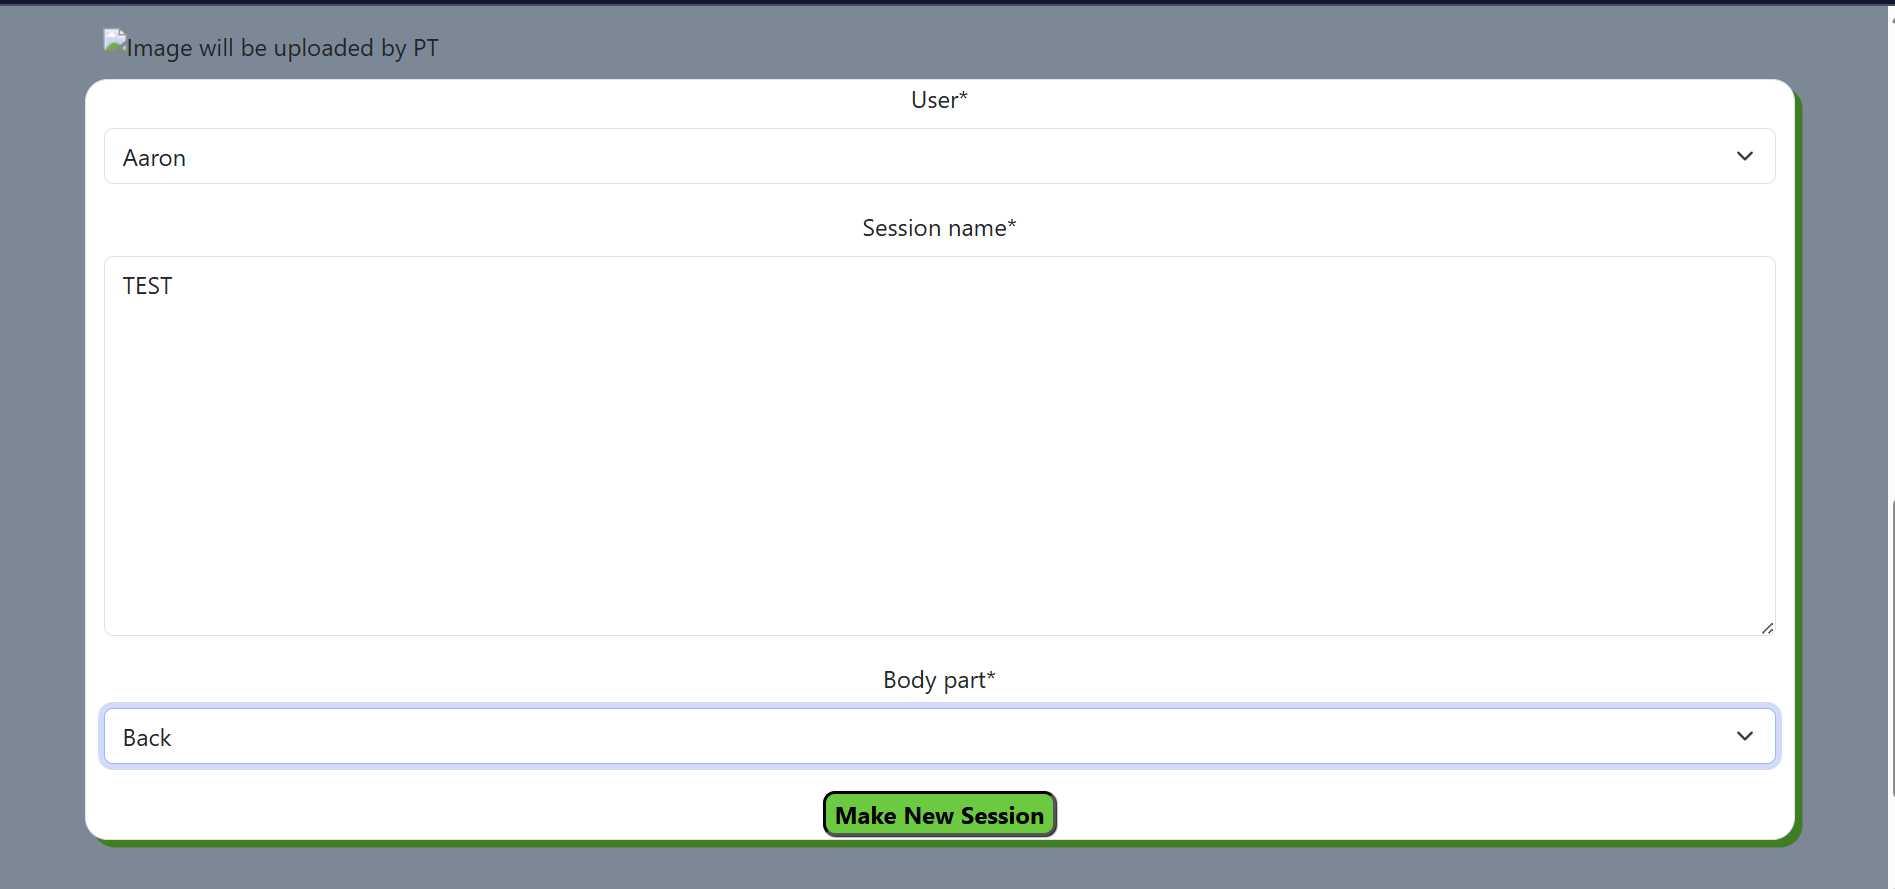 Image will be uploaded by PT
User*
Aaron
Session name*
TEST
Body part*
Back
Make New Session